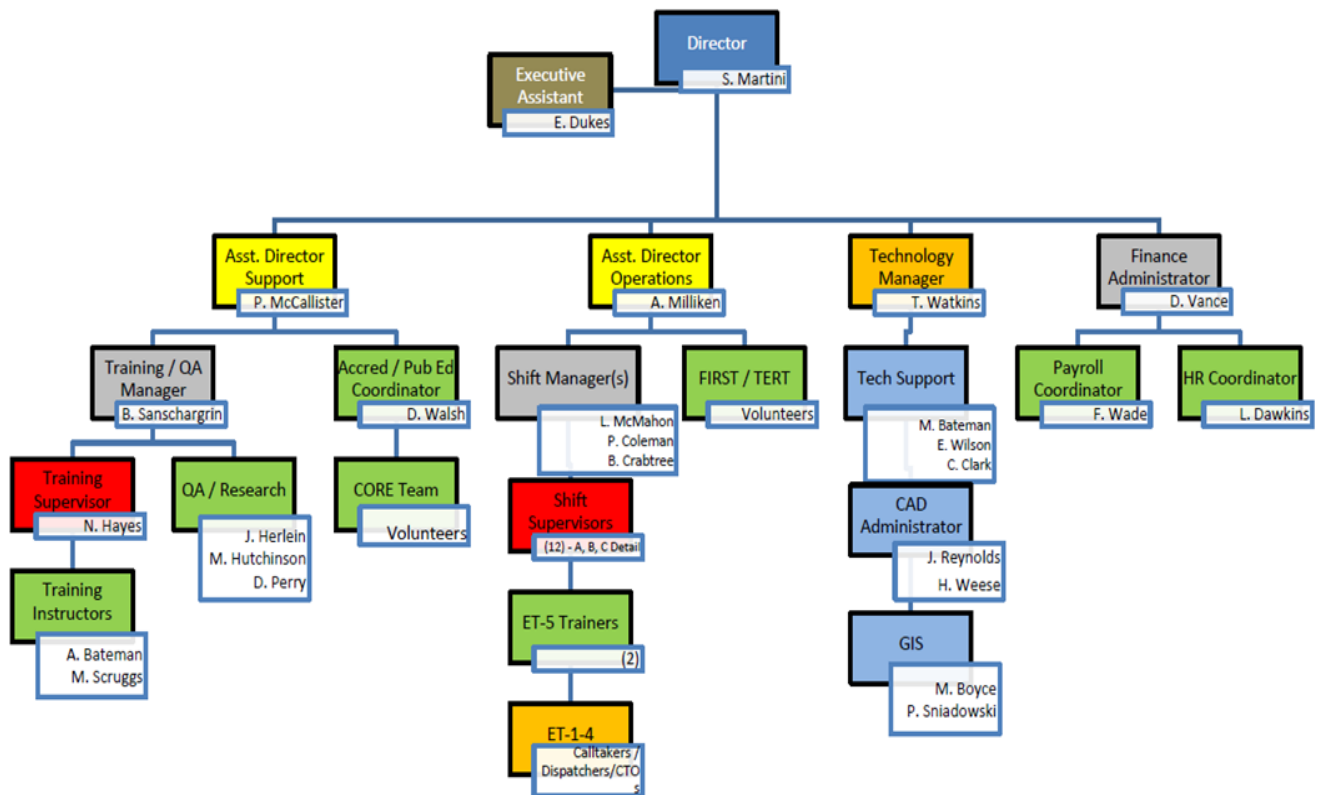 Director
S. Martini
Executive
Assistant
E. Dukes
Asst. Director
Support
P. McCallister
Asst. Director
Operations
A. Milliken
Technology
Manager
T. Watkins
Finance
Administrator
D. Vance
Training / QA
Manager
B. Sanschargrin
Accred / Pub Ed
Coordinator
D. Walsh
Shift Manager(s)
L. McMahon
P. Coleman
B. Crabtree
FIRST / TERT
Volunteers
Tech Support
M. Bateman
E. Wilson
C. Clark
Payroll
Coordinator
F. Wade
HR Coordinator
L. Dawkins
Training
Supervisor
N. Hayes
QA / Research
J. Herlein
M. Hutchinson
D. Perry
CORE Team
Volunteers
Shift
Supervisors
(12) - A, B, C Detail
CAD
Administrator
J. Reynolds
H. Weese
Training
Instructors
A. Bateman
M. Scruggs
ET-5 Trainers
(2)
GIS
M. Boyce
P. Sniadowski
ET-1-4
Calltakers /
Dispatchers/CTO
s